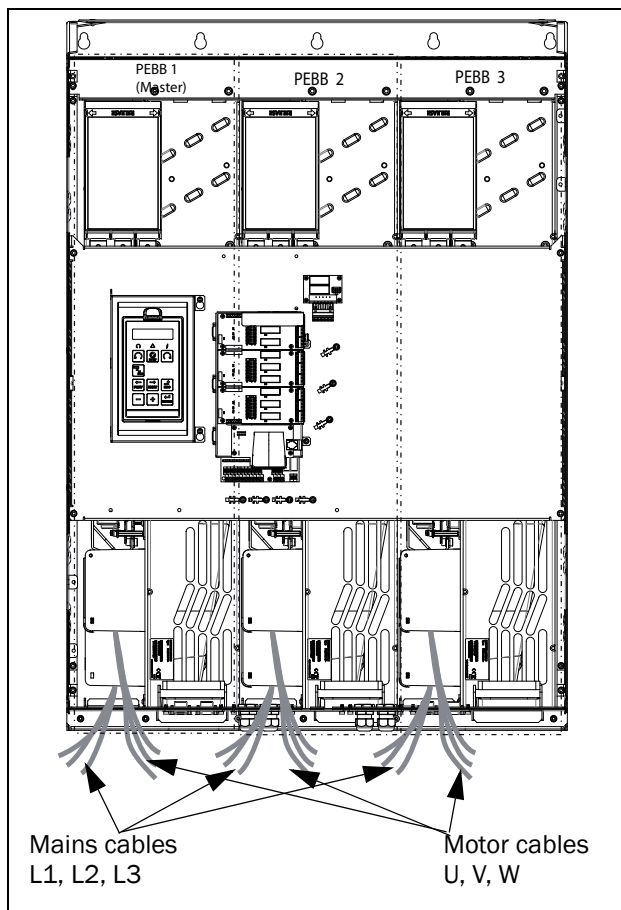 PEBB 1
(Master)
PEBB 2
PEBB 3
Mains cables
L1, L2, L3
Motor cables
U, V, W